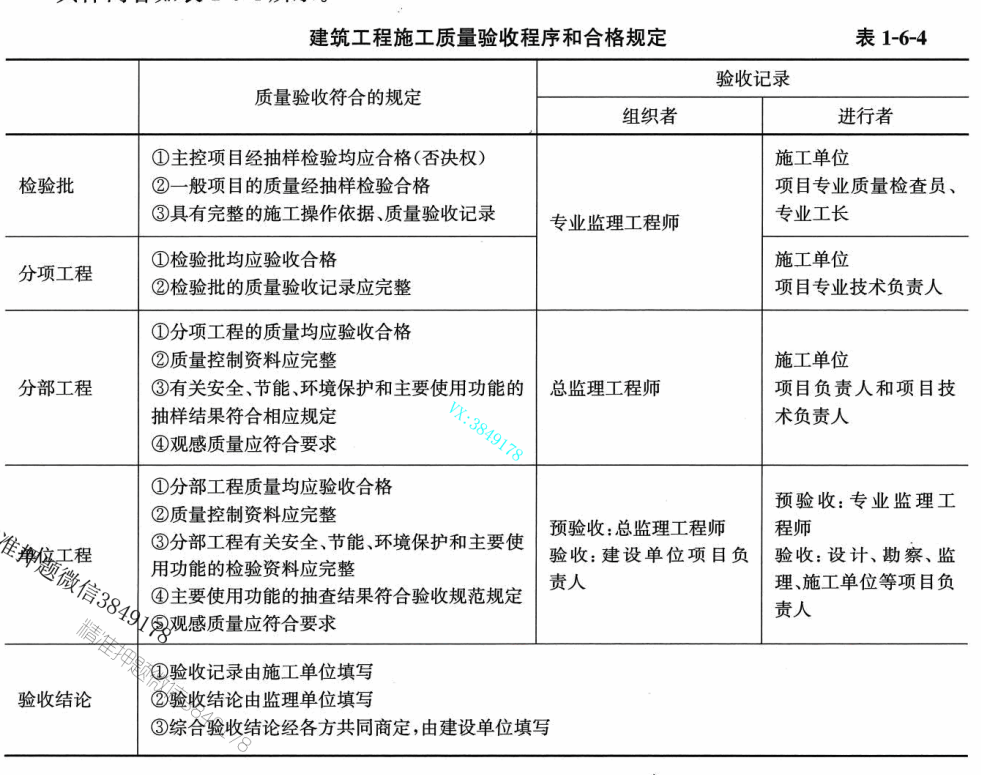 建筑工程施工质量验收程序和合格规定 表 1-6-4
质量验收符合的规定
验收记录
组织者
进行者
检验批
①主控项目经抽样检验均应合格(否决权)
②一般项目的质量经抽样检验合格
③具有完整的施工操作依据、质量验收记录
专业监理工程师
施工单位
项目专业质量检查员、
专业工长
分项工程
①检验批均应验收合格
②检验批的质量验收记录应完整
施工单位
项目专业技术负责人
分部工程
①分项工程的质量均应验收合格
②质量控制资料应完整
③有关安全、节能、环境保护和主要使用功能的
抽样结果符合相应规定
④观感质量应符合要求
总监理工程师
施工单位
项目负责人和项目技
术负责人
VX:3849178
单位工程
①分部工程质量均应验收合格
②质量控制资料应完整
③分部工程有关安全、节能、环境保护和主要使
用功能的检验资料应完整
④主要使用功能的抽查结果符合验收规范规定
⑤观感质量应符合要求
预验收:总监理工程师
验收:建设单位项目负
责人
预验收:专业监理工
程师
验收:设计、勘察、监
理、施工单位等项目负
责人
准押题微信3849178
精准押题微信3849178
验收结论
①验收记录由施工单位填写
②验收结论由监理单位填写
③综合验收结论经各方共同商定,由建设单位填写